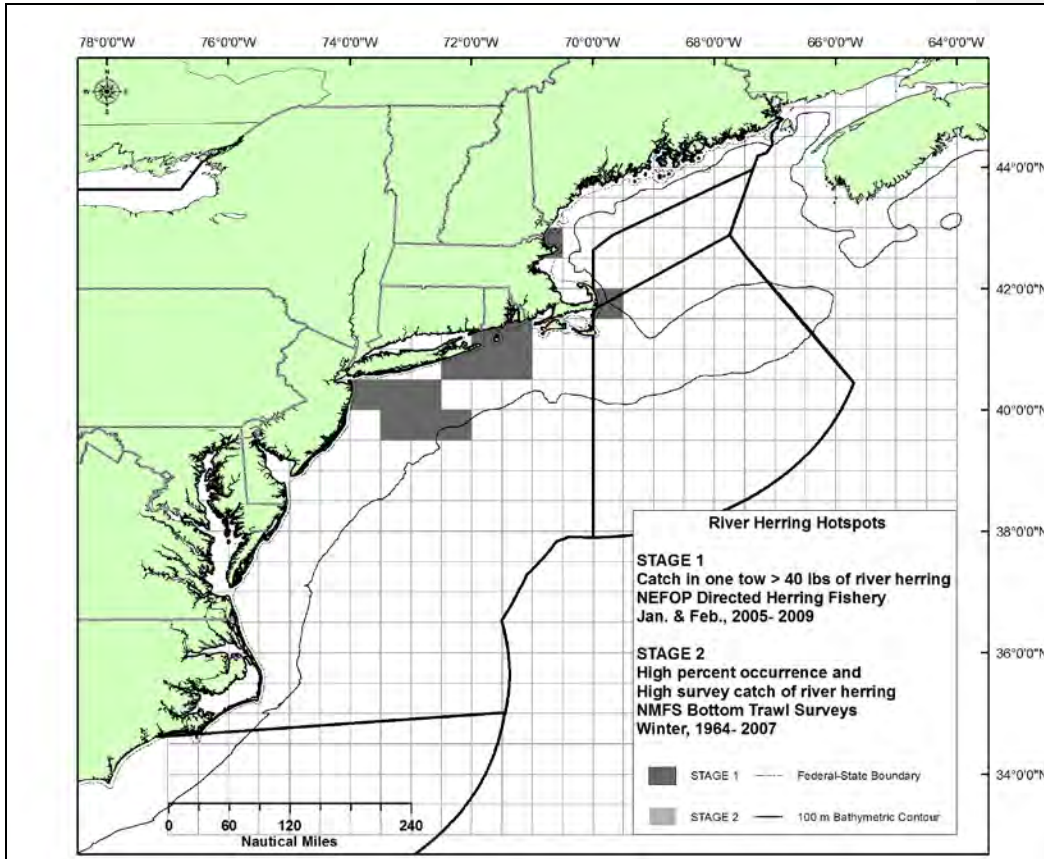 78°0'0"W 76°0'0"W 74°0'0"W 72°0'0"W 70°0'0"W 68°0'0"W 66°0'0"W 64°0'0"W
44°0'0"N
42°0'0"N
40°0'0"N
38°0'0"N
36°0'0"N
34°0'0"N
River Herring Hotspots
STAGE 1
Catch in one tow > 40 lbs of river herring
NEFOP Directed Herring Fishery
Jan. & Feb., 2005- 2009
STAGE 2
High percent occurrence and
High survey catch of river herring
NMFS Bottom Trawl Surveys
Winter, 1964- 2007
STAGE 1 Federal-State Boundary
STAGE 2 100 m Bathymetric Contour
0 60 120 240
Nautical Miles